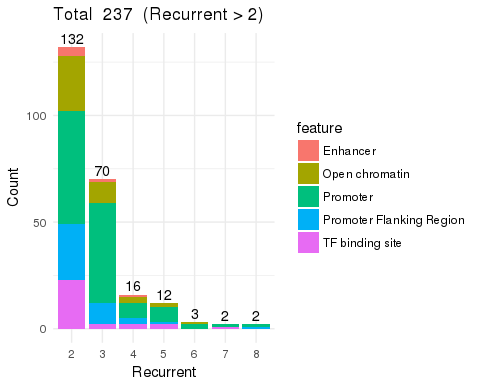 Total 237 (Recurrent > 2)
Count
100
50
0
132
70
16
12
3
2
2
2
3
4
5
6
7
8
Recurrent
feature
Enhancer
Open chromatin
Promoter
Promoter Flanking Region
TF binding site